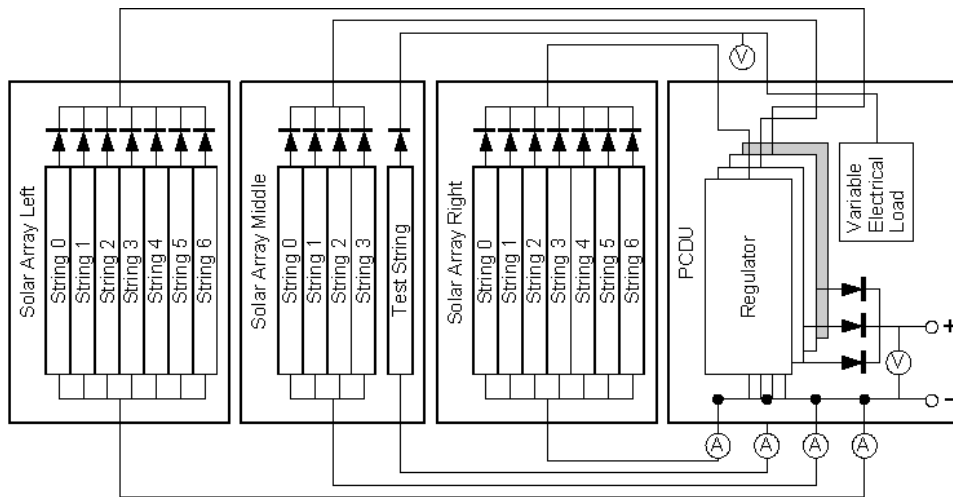 Solar Array Left
String 0
String 1
String 2
String 3
String 4
String 5
String 6
Solar Array Middle
String 0
String 1
String 2
String 3
Test String
Solar Array Right
String 0
String 1
String 2
String 3
String 4
String 5
String 6
PCDU
Regulator
Variable
Electrical
Load
V
V
+
-
A
A
A
A